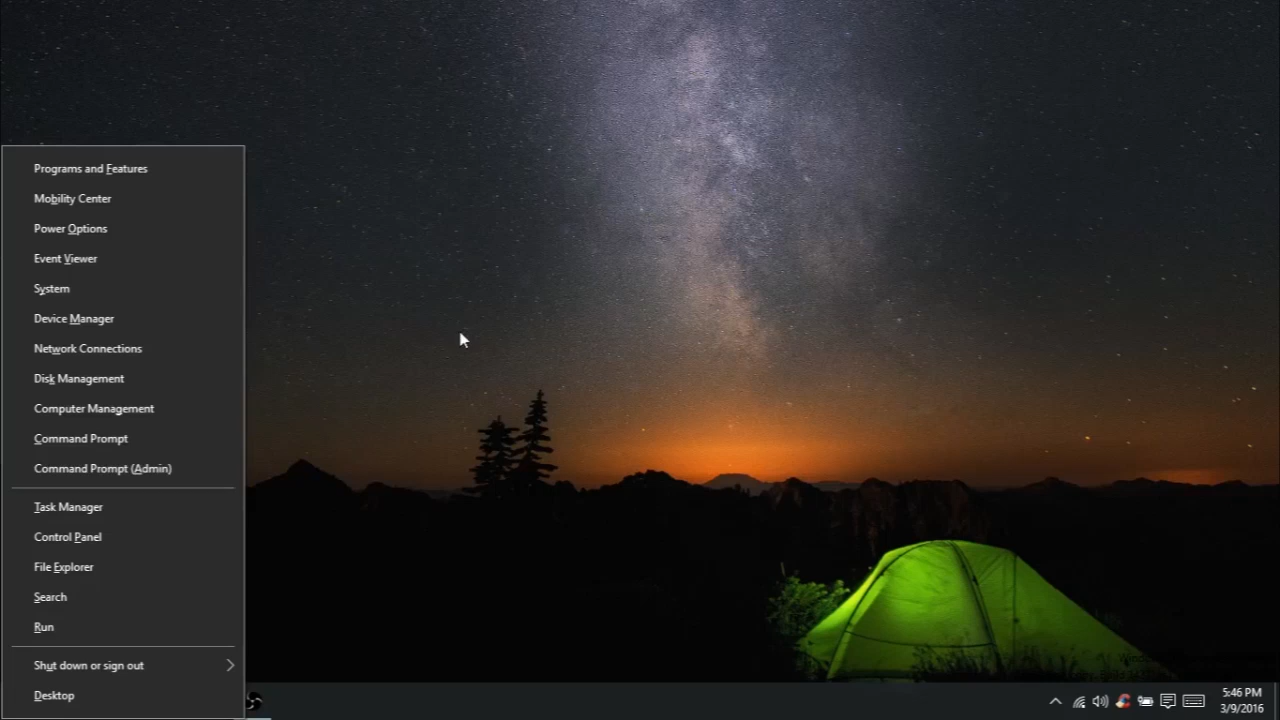 Programs and Features
Mobility Center
Power Options
Event Viewer
System
Device Manager
Network Connections
Disk Management
Computer Management
Command Prompt
Command Prompt (Admin)
Task Manager
Control Panel
File Explorer
Search
Run
Shut down or sign out
Desktop
5:46 PM
3/9/2016